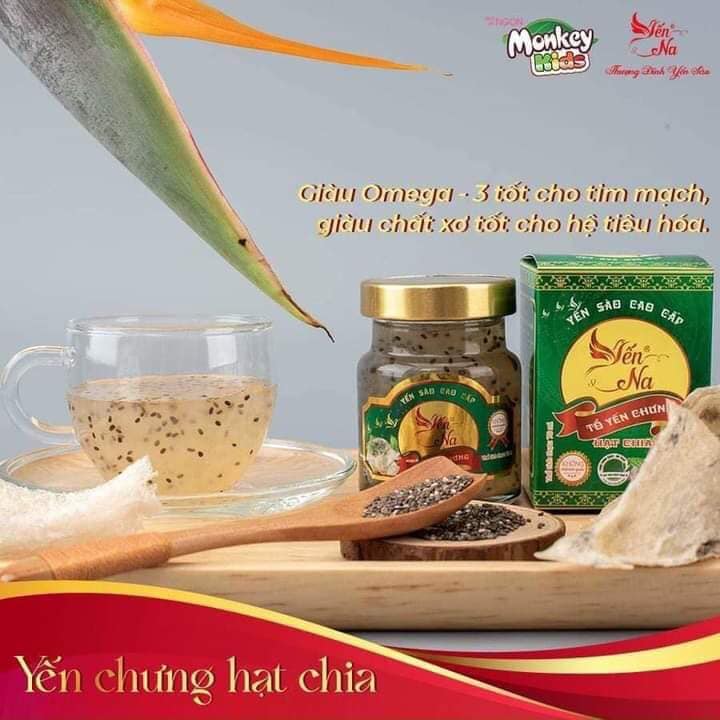 NGON
Monkey
Kids
Yến
Na
Thượng Đỉnh Yến Sào
Giàu Omega - 3 tốt cho tim mạch,
giàu chất xơ tốt cho hệ tiêu hóa.
YẾN SÀO CAO CẤP
Yến
Na
TỔ YẾN CHƯNG
HẠT CHIA
KHÔNG
YẾN SÀO CAO CẤP
Yến
Na
Yến chưng hạt chia